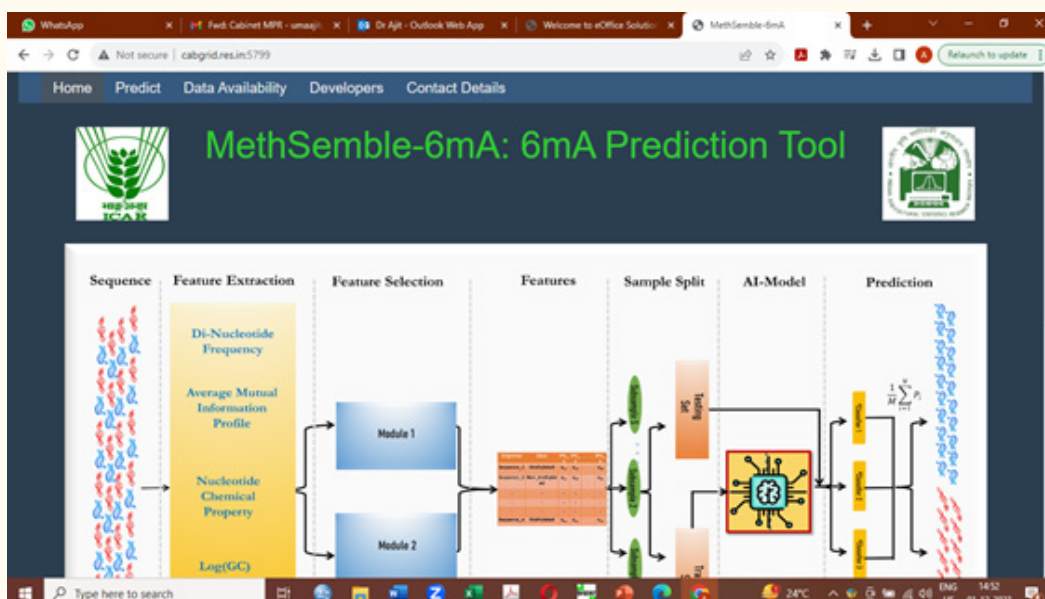 WhatsApp
Fwd: Cabinet MPR - umaajit
Dr Ajit - Outlook Web App
Welcome to eOffice Solutio
MethSemble-6mA
Not secure | cabgrid.res.in:5799
Relaunch to update
Home Predict Data Availability Developers Contact Details
MethSemble-6mA: 6mA Prediction Tool
ICAR
Sequence Feature Extraction Feature Selection Features Sample Split AI-Model Prediction
Di-Nucleotide
Frequency
Average Mutual
Information
Profile
Nucleotide
Chemical
Property
Log(GC)
Module 1
Module 2
Testing
Set
Type here to search
24°C
ENG
14:52